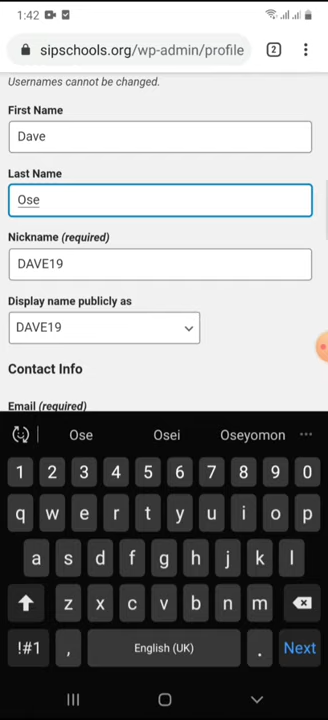 1:42
sipschools.org/wp-admin/profile
2
Usernames cannot be changed.
First Name
Dave
Last Name
Ose
Nickname (required)
DAVE19
Display name publicly as
DAVE19
Contact Info
Email (required)
Ose Osei Oseyomon ...
1 2 3 4 5 6 7 8 9 0
q w e r t y u i o p
a s d f g h j k l
z x c v b n m
!#1 , English (UK) . Next